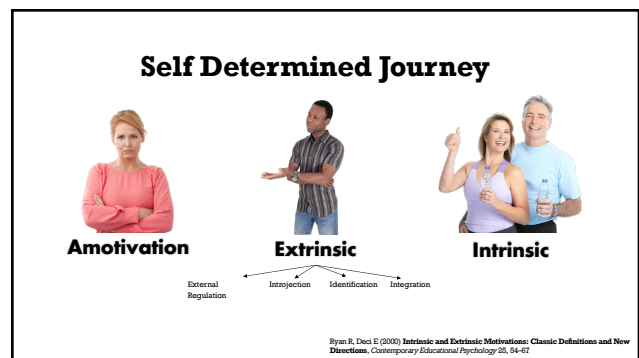 Self Determined Journey
Amotivation
Extrinsic
Intrinsic
External
Regulation
Introjection
Identification
Integration
Ryan R, Deci E (2000) Intrinsic and Extrinsic Motivations: Classic Definitions and New
Directions, Contemporary Educational Psychology 25, 54–67